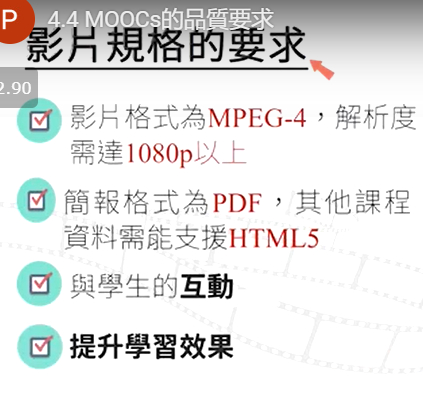 P 4.4 MOOCs的品質要求
影片規格的要求
2.90
影片格式為MPEG-4，解析度
需達1080p以上
簡報格式為PDF，其他課程
資料需能支援HTML5
與學生的互動
提升學習效果